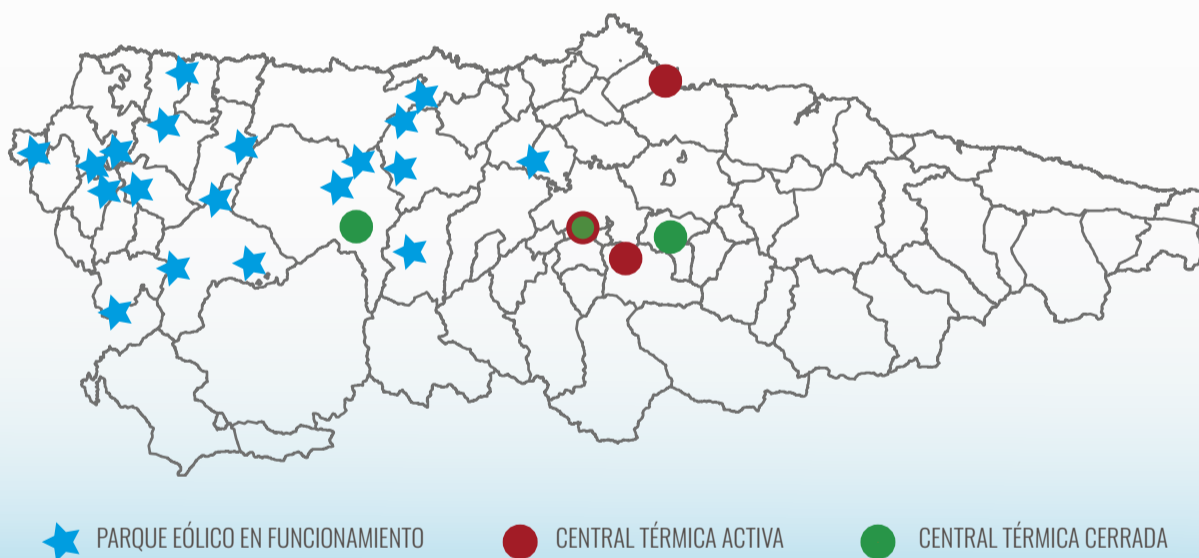 PARQUE EÓLICO EN FUNCIONAMIENTO
CENTRAL TÉRMICA ACTIVA
CENTRAL TÉRMICA CERRADA